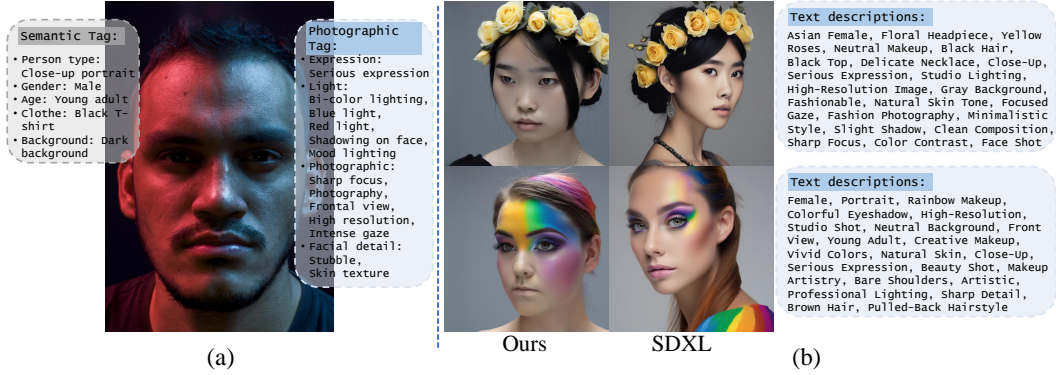 Semantic Tag:
• Person type:
Close-up portrait
• Gender: Male
• Age: Young adult
• Clothe: Black T-
shirt
• Background: Dark
background
Photographic
Tag:
• Expression:
Serious expression
• Light:
Bi-color lighting,
Blue light,
Red light,
Shadowing on face,
Mood lighting
• Photographic:
Sharp focus,
Photography,
Frontal view,
High resolution,
Intense gaze
• Facial detail:
Stubble,
Skin texture
(a)
Text descriptions:
Asian Female, Floral Headpiece, Yellow
Roses, Neutral Makeup, Black Hair,
Black Top, Delicate Necklace, Close-Up,
Serious Expression, Studio Lighting,
High-Resolution Image, Gray Background,
Fashionable, Natural Skin Tone, Focused
Gaze, Fashion Photography, Minimalistic
Style, Slight Shadow, Clean Composition,
Sharp Focus, Color Contrast, Face Shot
Text descriptions:
Female, Portrait, Rainbow Makeup,
Colorful Eyeshadow, High-Resolution,
Studio Shot, Neutral Background, Front
View, Young Adult, Creative Makeup,
Vivid Colors, Natural Skin, Close-Up,
Serious Expression, Beauty Shot, Makeup
Artistry, Bare Shoulders, Artistic,
Professional Lighting, Sharp Detail,
Brown Hair, Pulled-Back Hairstyle
Ours
SDXL
(b)